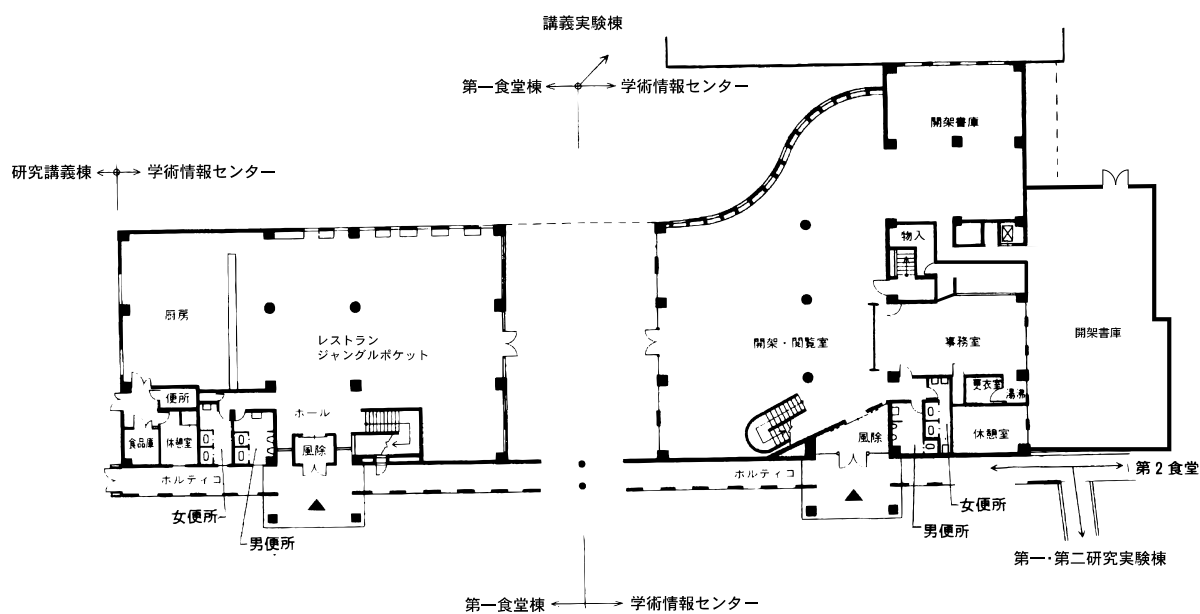 講義実験棟
第一食堂棟 学術情報センター
開架書庫
研究講義棟 学術情報センター
物入
厨房
レストラン
ジャングルポケット
開架・閲覧室
事務室
開架書庫
便所
更衣室
湯沸
ホール
食品庫
休憩室
風除
風除
休憩室
人
人
ホルティコ
ホルティコ
第2食堂
女便所
男便所
女便所
男便所
第一・第二研究実験棟
第一食堂棟 学術情報センター